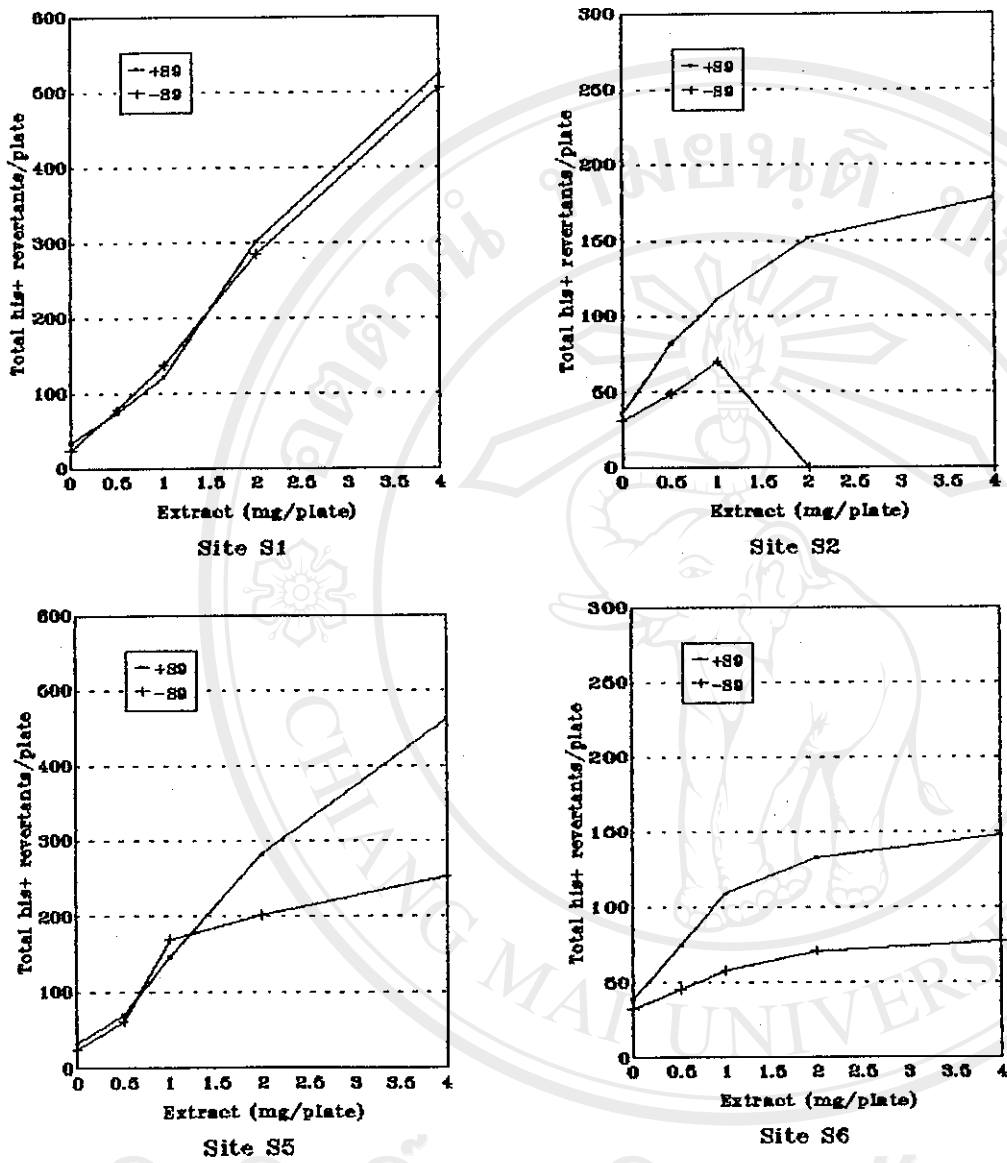 600
500
400
300
200
100
0
Total his+ revertants/plate
+S9
-S9
0 0.5 1 1.5 2 2.5 3 3.5 4
Extract (mg/plate)
Site S1
300
250
200
150
100
50
0
Total his+ revertants/plate
+S9
-S9
0 0.5 1 1.5 2 2.5 3 3.5 4
Extract (mg/plate)
Site S2
600
500
400
300
200
100
0
Total his+ revertants/plate
+S9
-S9
0 0.5 1 1.5 2 2.5 3 3.5 4
Extract (mg/plate)
Site S5
300
250
200
150
100
50
0
Total his+ revertants/plate
+S9
-S9
0 0.5 1 1.5 2 2.5 3 3.5 4
Extract (mg/plate)
Site S6
CHIANG MAI UNIVERSI